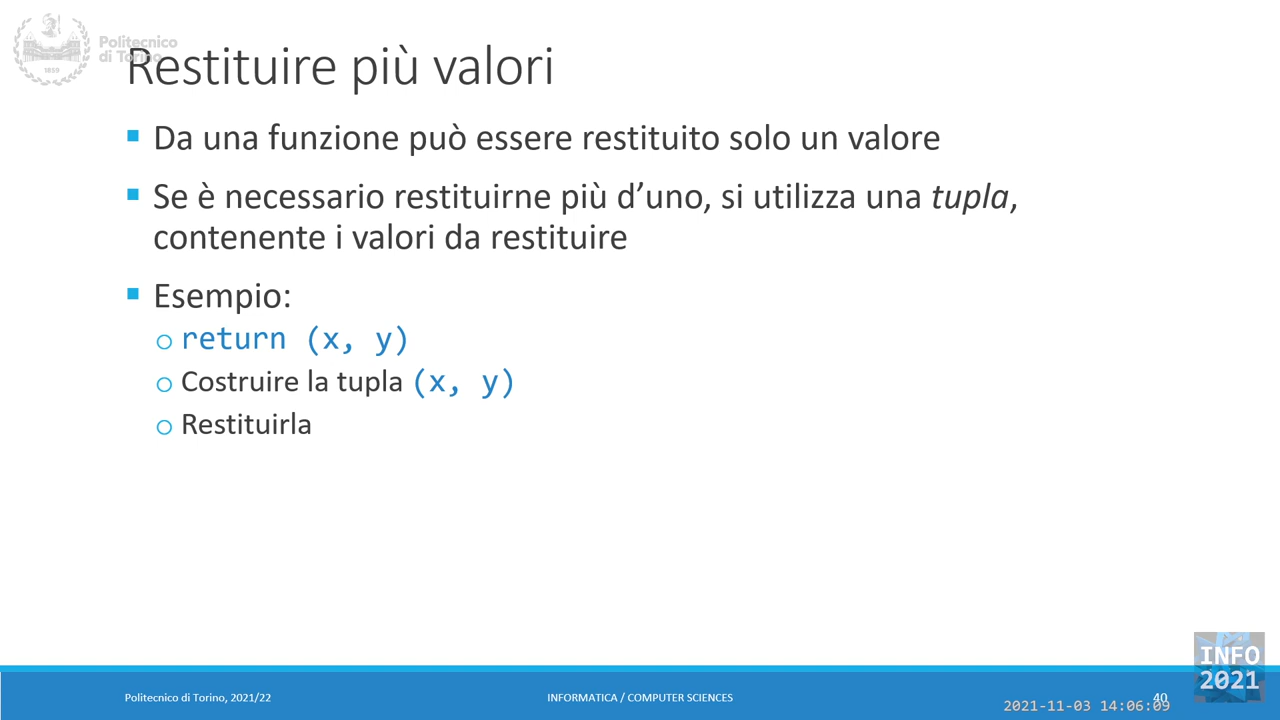 Politecnico
di Torino
1859
Restituire più valori
Da una funzione può essere restituito solo un valore
Se è necessario restituirne più d’uno, si utilizza una tupla,
contenente i valori da restituire
Esempio:
return (x, y)
Costruire la tupla (x, y)
Restituirla
Politecnico di Torino, 2021/22
INFORMATICA / COMPUTER SCIENCES
40
2021-11-03 14:06:09
INFO
2021